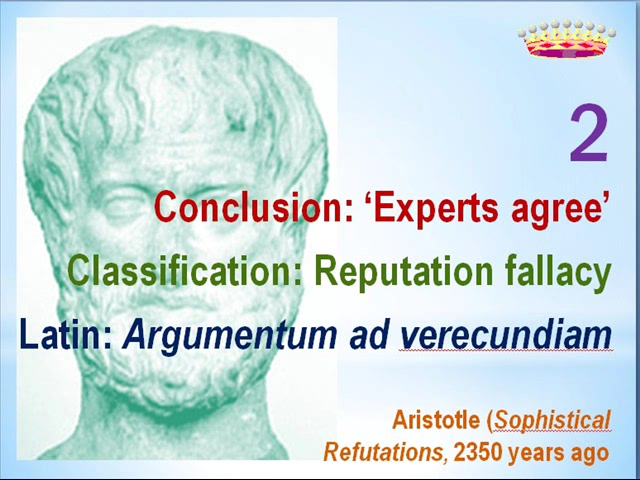 2
Conclusion: ‘Experts agree’
Classification: Reputation fallacy
Latin: Argumentum ad verecundiam
Aristotle (Sophistical
Refutations, 2350 years ago